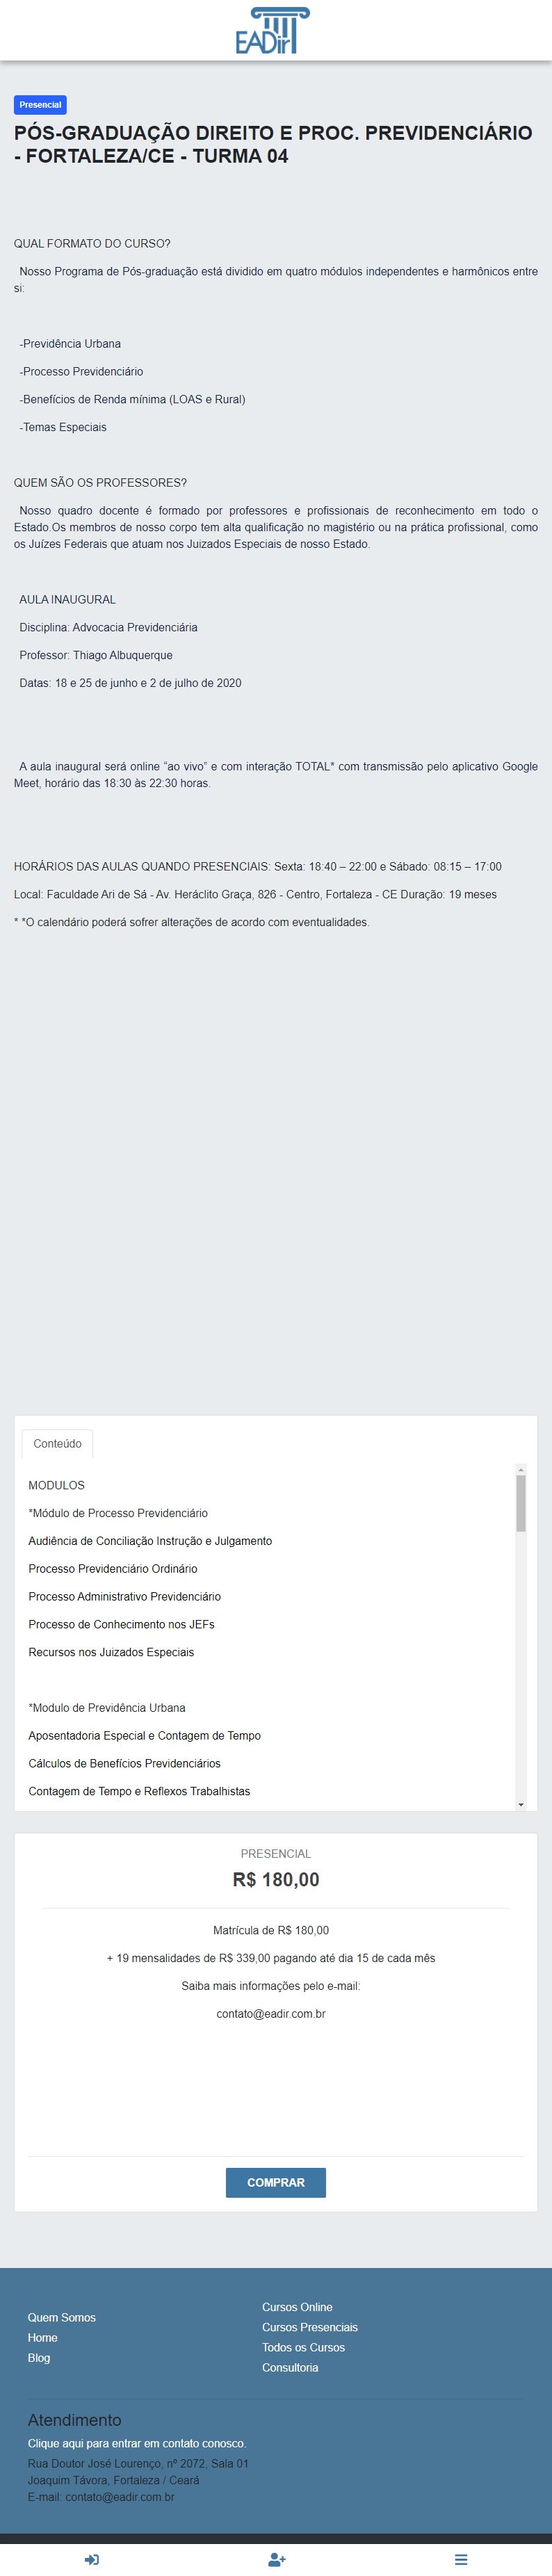 EADir
Presencial
PÓS-GRADUAÇÃO DIREITO E PROC. PREVIDENCIÁRIO
- FORTALEZA/CE - TURMA 04
QUAL FORMATO DO CURSO?
Nosso Programa de Pós-graduação está dividido em quatro módulos independentes e harmônicos entre
si:
-Previdência Urbana
-Processo Previdenciário
-Benefícios de Renda mínima (LOAS e Rural)
-Temas Especiais
QUEM SÃO OS PROFESSORES?
Nosso quadro docente é formado por professores e profissionais de reconhecimento em todo o
Estado.Os membros de nosso corpo tem alta qualificação no magistério ou na prática profissional, como
os Juízes Federais que atuam nos Juizados Especiais de nosso Estado.
AULA INAUGURAL
Disciplina: Advocacia Previdenciária
Professor: Thiago Albuquerque
Datas: 18 e 25 de junho e 2 de julho de 2020
A aula inaugural será online “ao vivo” e com interação TOTAL* com transmissão pelo aplicativo Google
Meet, horário das 18:30 às 22:30 horas.
HORÁRIOS DAS AULAS QUANDO PRESENCIAIS: Sexta: 18:40 – 22:00 e Sábado: 08:15 – 17:00
Local: Faculdade Ari de Sá - Av. Heráclito Graça, 826 - Centro, Fortaleza - CE Duração: 19 meses
* *O calendário poderá sofrer alterações de acordo com eventualidades.
Conteúdo
MODULOS
*Módulo de Processo Previdenciário
Audiência de Conciliação Instrução e Julgamento
Processo Previdenciário Ordinário
Processo Administrativo Previdenciário
Processo de Conhecimento nos JEFs
Recursos nos Juizados Especiais
*Modulo de Previdência Urbana
Aposentadoria Especial e Contagem de Tempo
Cálculos de Benefícios Previdenciários
Contagem de Tempo e Reflexos Trabalhistas
PRESENCIAL
R$ 180,00
Matrícula de R$ 180,00
+ 19 mensalidades de R$ 339,00 pagando até dia 15 de cada mês
Saiba mais informações pelo e-mail:
contato@eadir.com.br
COMPRAR
Quem Somos
Home
Blog
Cursos Online
Cursos Presenciais
Todos os Cursos
Consultoria
Atendimento
Clique aqui para entrar em contato conosco.
Rua Doutor José Lourenço, nº 2072, Sala 01
Joaquim Távora, Fortaleza / Ceará
E-mail: contato@eadir.com.br